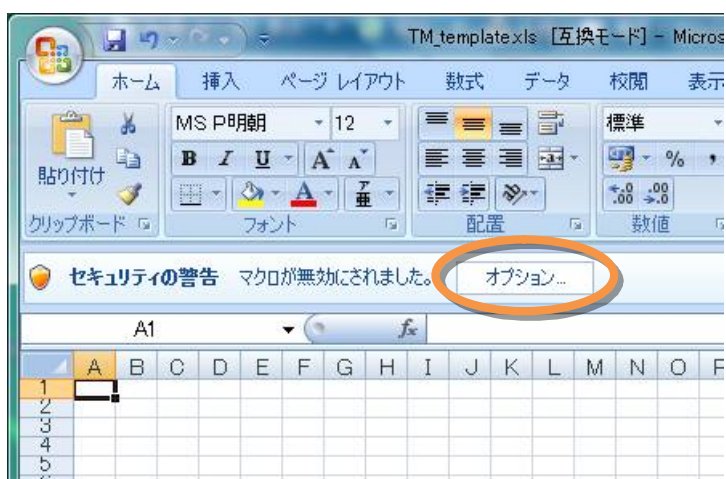 TM_template.xls [互換モード] - Micros
ホーム 挿入 ページ レイアウト 数式 データ 校閲 表示
MS P明朝 12 標準
貼り付け B I U A A %
クリップボード フォント 配置 数値
セキュリティの警告 マクロが無効にされました。 オプション...
A1 fx
A B C D E F G H I J K L M N O P
1
2
3
4
5